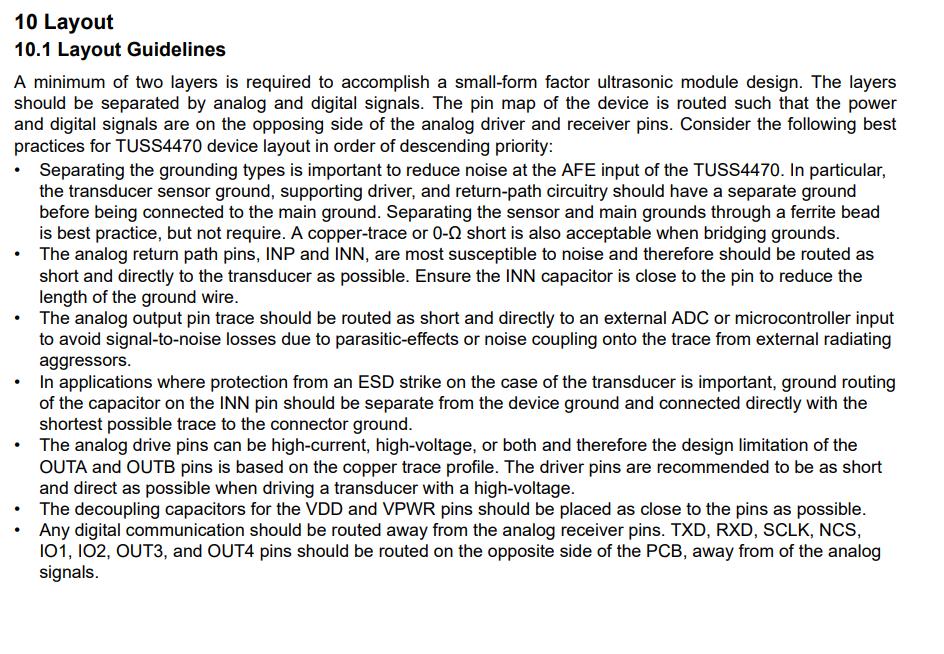 10 Layout
10.1 Layout Guidelines
A minimum of two layers is required to accomplish a small-form factor ultrasonic module design. The layers
should be separated by analog and digital signals. The pin map of the device is routed such that the power
and digital signals are on the opposing side of the analog driver and receiver pins. Consider the following best
practices for TUSS4470 device layout in order of descending priority:
• Separating the grounding types is important to reduce noise at the AFE input of the TUSS4470. In particular,
the transducer sensor ground, supporting driver, and return-path circuitry should have a separate ground
before being connected to the main ground. Separating the sensor and main grounds through a ferrite bead
is best practice, but not require. A copper-trace or 0-Ω short is also acceptable when bridging grounds.
• The analog return path pins, INP and INN, are most susceptible to noise and therefore should be routed as
short and directly to the transducer as possible. Ensure the INN capacitor is close to the pin to reduce the
length of the ground wire.
• The analog output pin trace should be routed as short and directly to an external ADC or microcontroller input
to avoid signal-to-noise losses due to parasitic-effects or noise coupling onto the trace from external radiating
aggressors.
• In applications where protection from an ESD strike on the case of the transducer is important, ground routing
of the capacitor on the INN pin should be separate from the device ground and connected directly with the
shortest possible trace to the connector ground.
• The analog drive pins can be high-current, high-voltage, or both and therefore the design limitation of the
OUTA and OUTB pins is based on the copper trace profile. The driver pins are recommended to be as short
and direct as possible when driving a transducer with a high-voltage.
• The decoupling capacitors for the VDD and VPWR pins should be placed as close to the pins as possible.
• Any digital communication should be routed away from the analog receiver pins. TXD, RXD, SCLK, NCS,
IO1, IO2, OUT3, and OUT4 pins should be routed on the opposite side of the PCB, away from of the analog
signals.